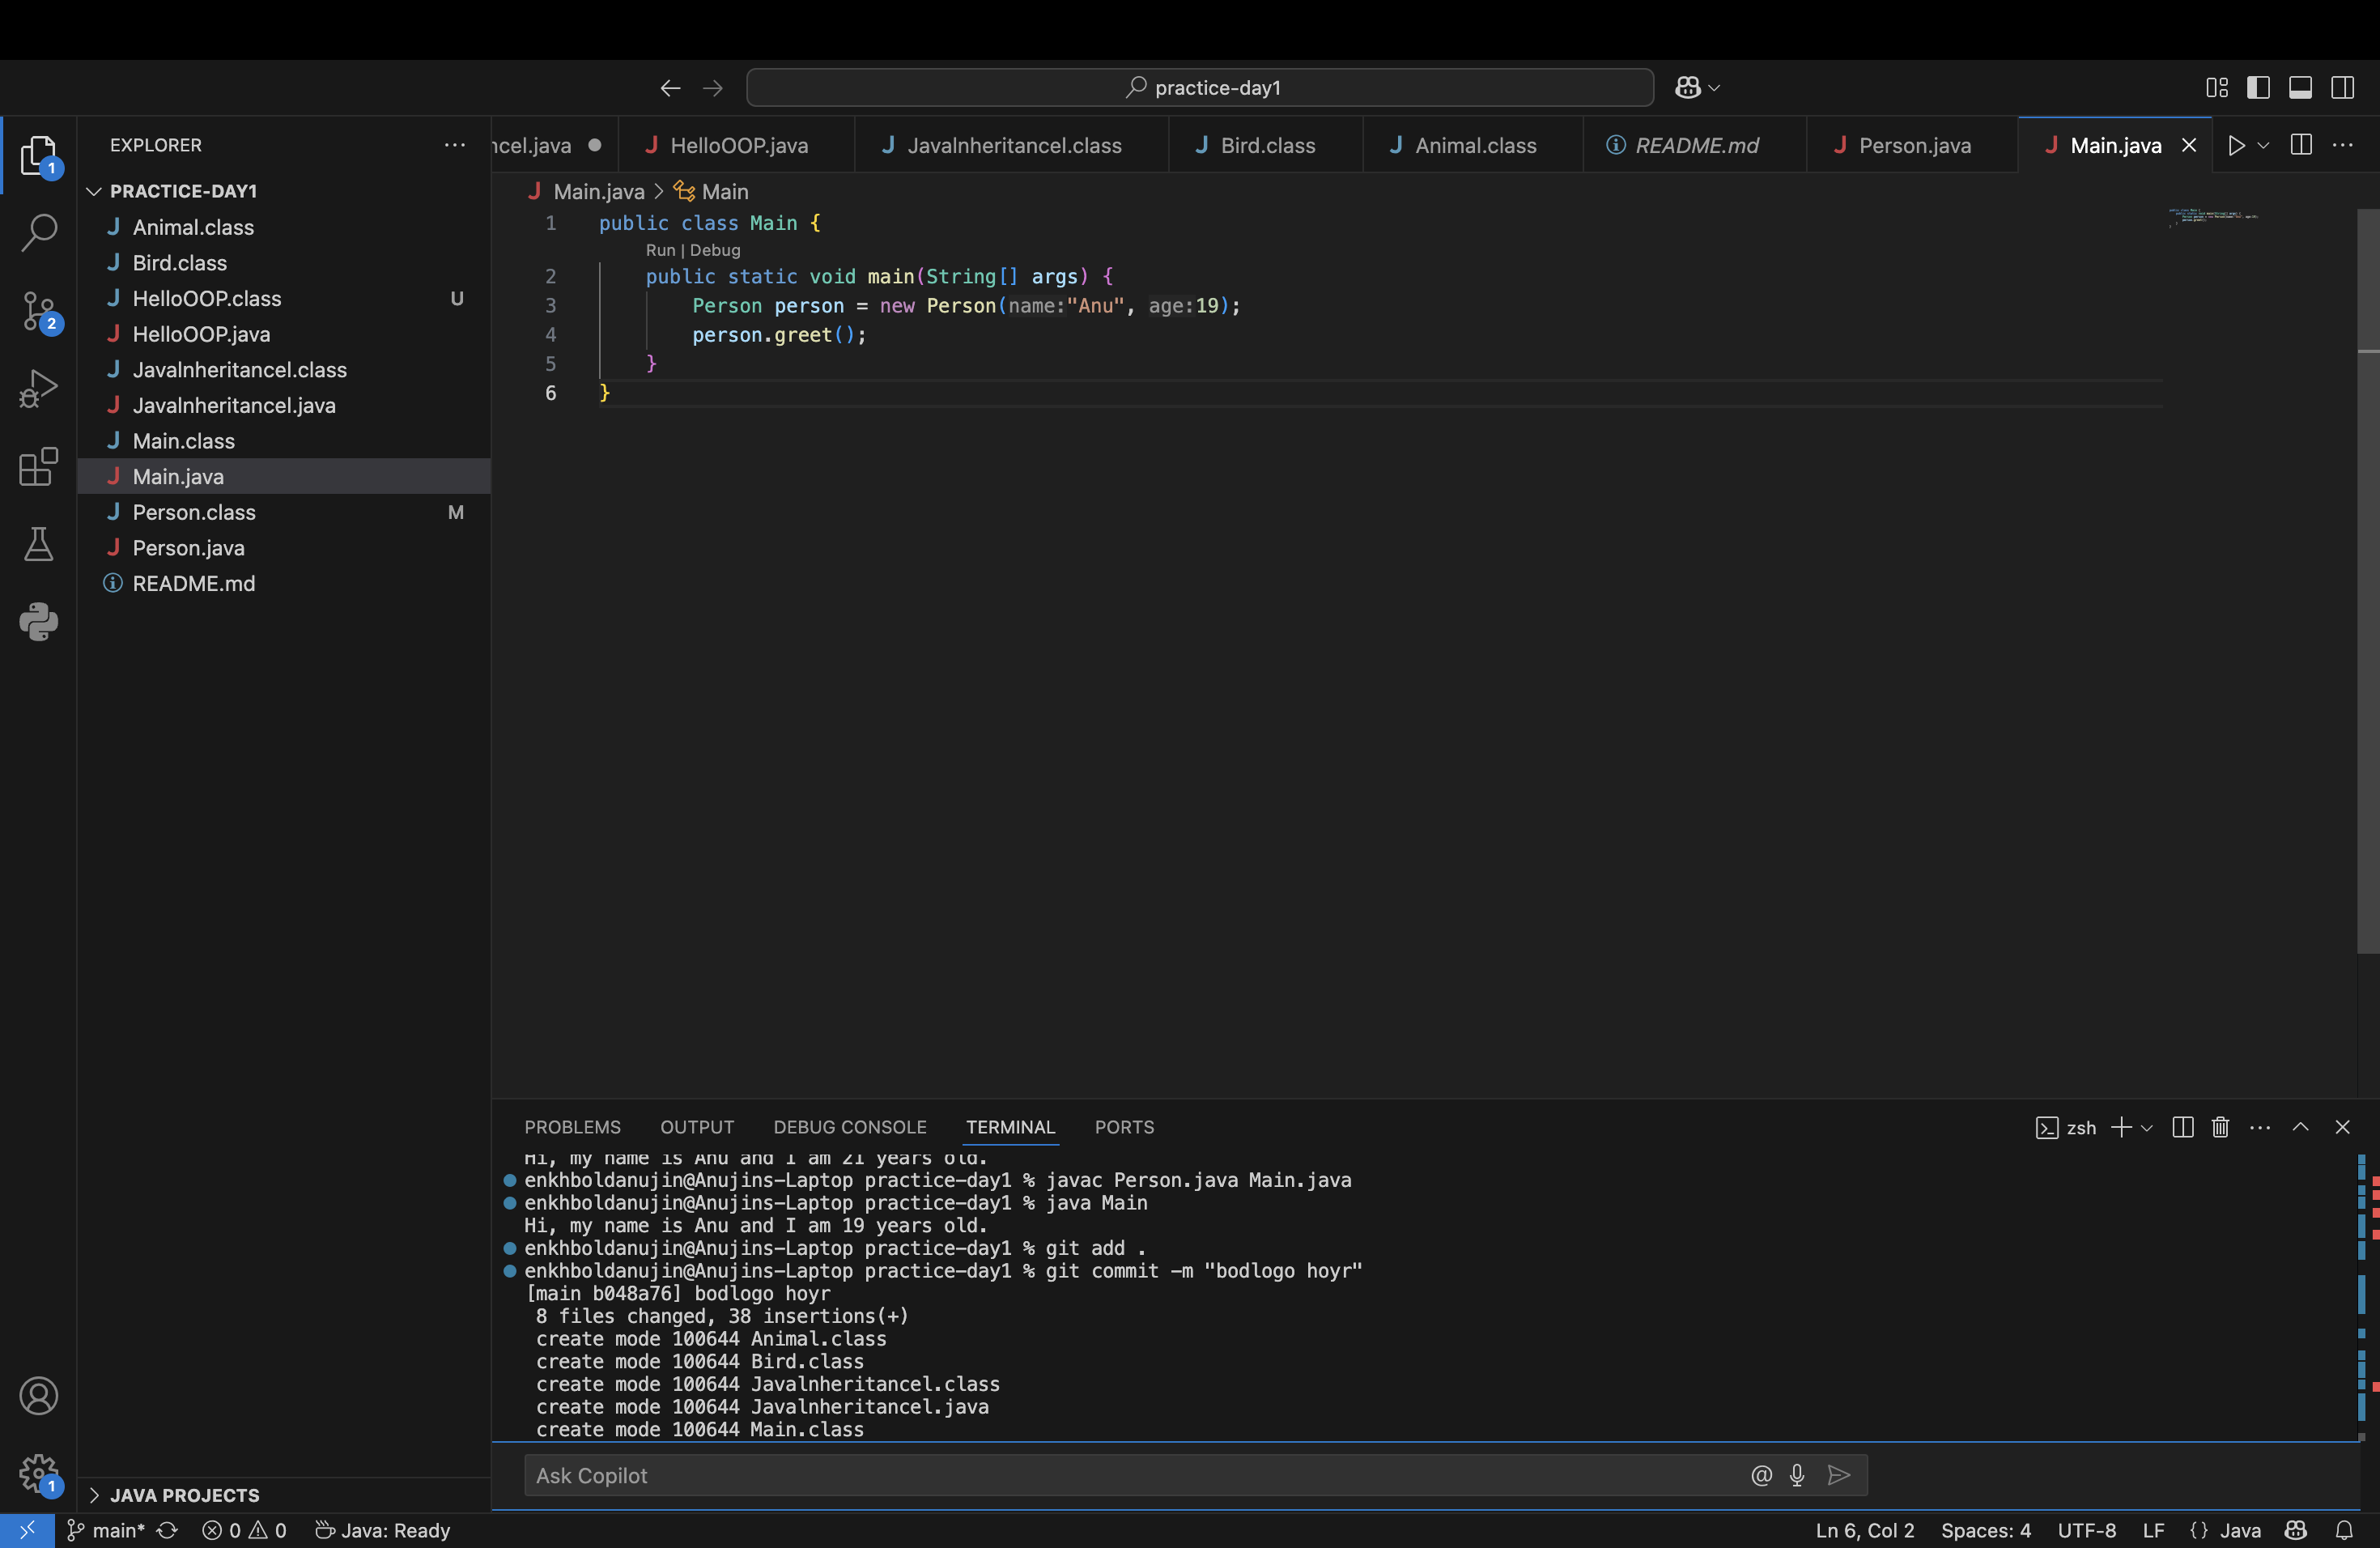 practice-day1
EXPLORER
ncel.java
HelloOOP.java
Javalnheritancel.class
Bird.class
Animal.class
README.md
Person.java
Main.java
1
PRACTICE-DAY1
Main.java > Main
Animal.class
Bird.class
HelloOOP.class U
HelloOOP.java
Javalnheritancel.class
Javalnheritancel.java
Main.class
Main.java
Person.class M
Person.java
README.md
2
1 public class Main {
Run | Debug
2 public static void main(String[] args) {
3 Person person = new Person(name:"Anu", age:19);
4 person.greet();
5 }
6 }
PROBLEMS OUTPUT DEBUG CONSOLE TERMINAL PORTS
zsh
Hi, my name is Anu and I am 21 years old.
enkhboldanujin@Anujins-Laptop practice-day1 % javac Person.java Main.java
enkhboldanujin@Anujins-Laptop practice-day1 % java Main
Hi, my name is Anu and I am 19 years old.
enkhboldanujin@Anujins-Laptop practice-day1 % git add .
enkhboldanujin@Anujins-Laptop practice-day1 % git commit -m "bodlogo hoyr"
[main b048a76] bodlogo hoyr
8 files changed, 38 insertions(+)
create mode 100644 Animal.class
create mode 100644 Bird.class
create mode 100644 Javalnheritancel.class
create mode 100644 Javalnheritancel.java
create mode 100644 Main.class
Ask Copilot
@
1
JAVA PROJECTS
main* 0 0 Java: Ready
Ln 6, Col 2 Spaces: 4 UTF-8 LF {} Java